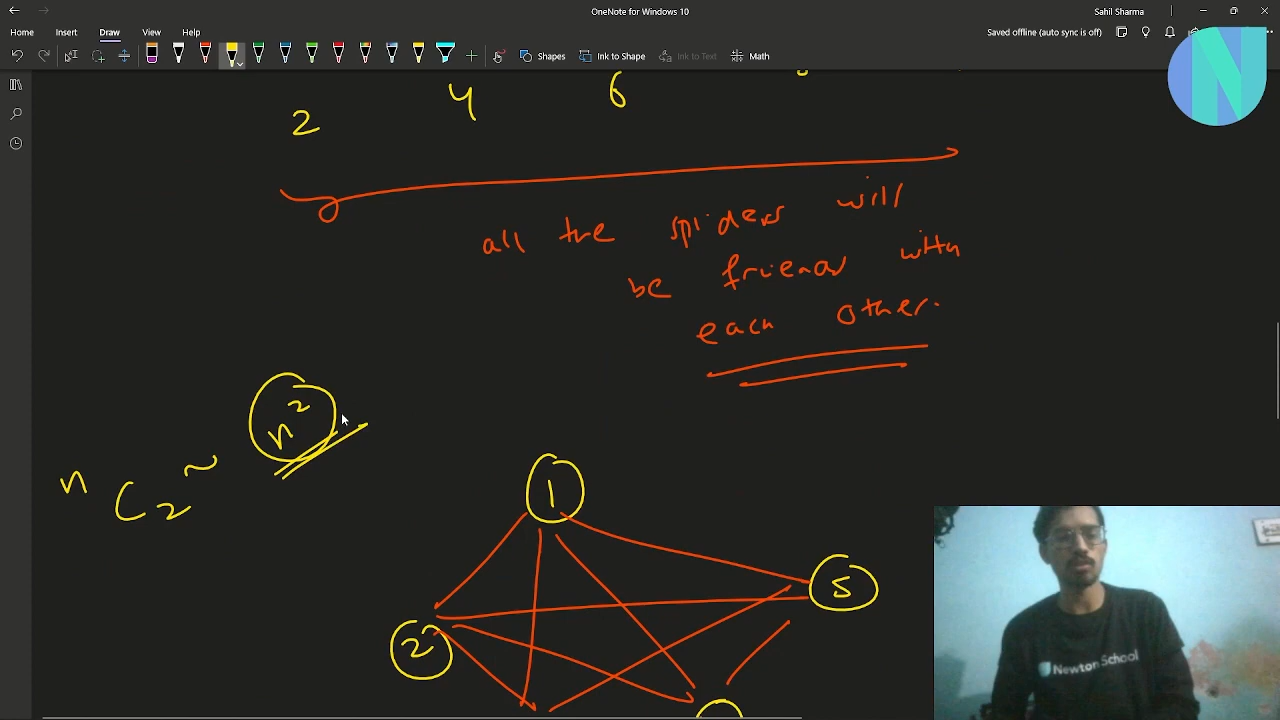 OneNote for Windows 10
Sahil Sharma
Home Insert Draw View Help
Saved offline (auto sync is off)
Shapes Ink to Shape Ink to Text Math
2 4 6
all the spiders will
be friend with
each other.
n C 2 ~ n 2
1
5
2
Newton School